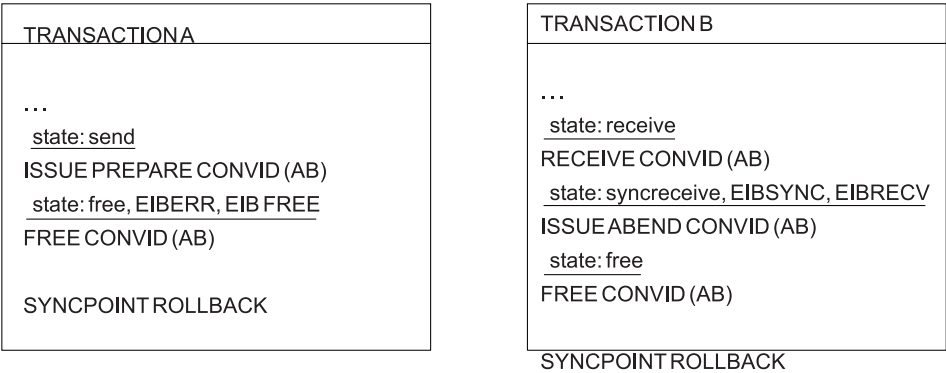 TRANSACTION A
...
state: send
ISSUE PREPARE CONVID (AB)
state: free, EIBERR, EIB FREE
FREE CONVID (AB)
SYNCPOINT ROLLBACK
TRANSACTION B
...
state: receive
RECEIVE CONVID (AB)
state: syncreceive, EIBSYNC, EIBRECV
ISSUE ABEND CONVID (AB)
state: free
FREE CONVID (AB)
SYNCPOINT ROLLBACK